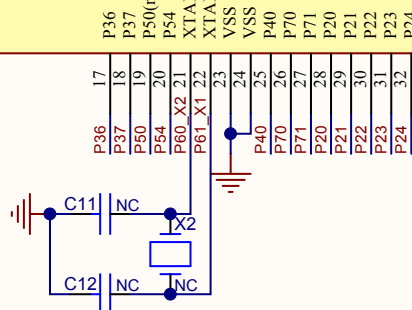 P36
P37
P50(
P54
XTA
XTA
VSS
VSS
P40
P70
P71
P20
P21
P22
P23
P24
17
18
19
20
21
22
23
24
25
26
27
28
29
30
31
32
P36
P37
P50
P54
P60_X2
P61_X1
P40
P70
P71
P20
P21
P22
P23
P24
C11 NC
X2
C12 NC NC